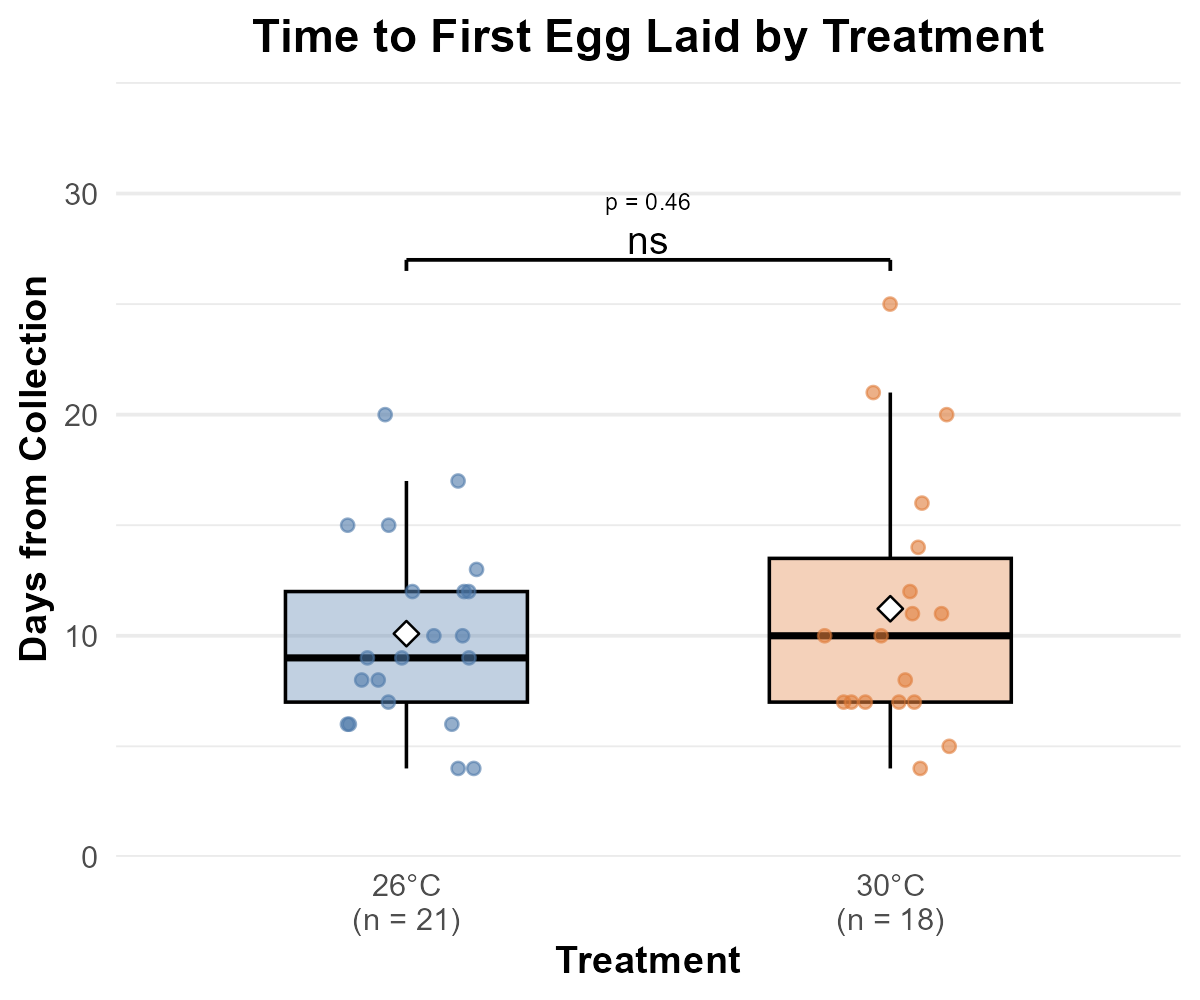 Time to First Egg Laid by Treatment
30
p = 0.46
ns
20
10
0
Days from Collection
26°C
(n = 21)
30°C
(n = 18)
Treatment